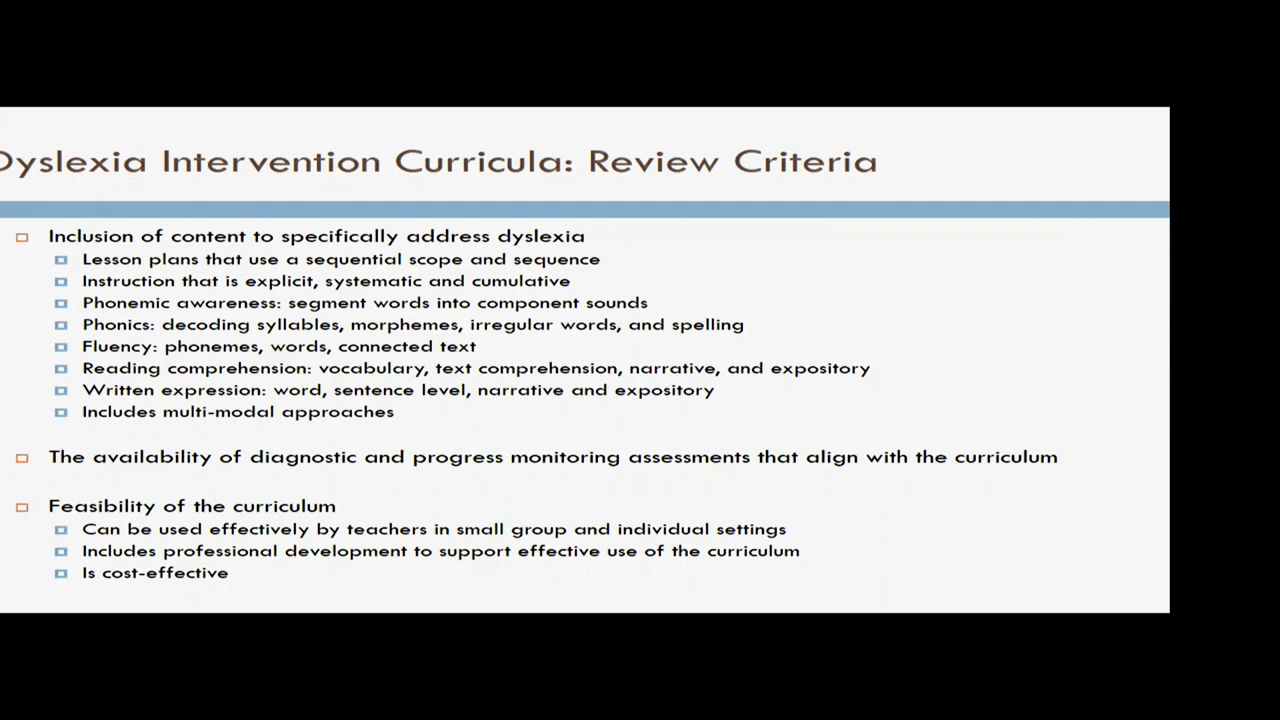 Dyslexia Intervention Curricula: Review Criteria
Inclusion of content to specifically address dyslexia
Lesson plans that use a sequential scope and sequence
Instruction that is explicit, systematic and cumulative
Phonemic awareness: segment words into component sounds
Phonics: decoding syllables, morphemes, irregular words, and spelling
Fluency: phonemes, words, connected text
Reading comprehension: vocabulary, text comprehension, narrative, and expository
Written expression: word, sentence level, narrative and expository
Includes multi-modal approaches
The availability of diagnostic and progress monitoring assessments that align with the curriculum
Feasibility of the curriculum
Can be used effectively by teachers in small group and individual settings
Includes professional development to support effective use of the curriculum
Is cost-effective